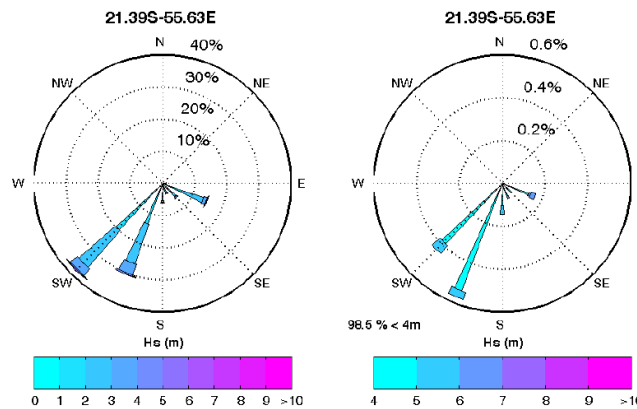 21.39S-55.63E
N
40%
NW
30%
NE
20%
10%
W
E
SW
SE
S
Hs (m)
0 1 2 3 4 5 6 7 8 9 >10
21.39S-55.63E
N
0.6%
NW
NE
0.4%
0.2%
W
SW
SE
S
98.5 % < 4m
Hs (m)
4 5 6 7 8 9